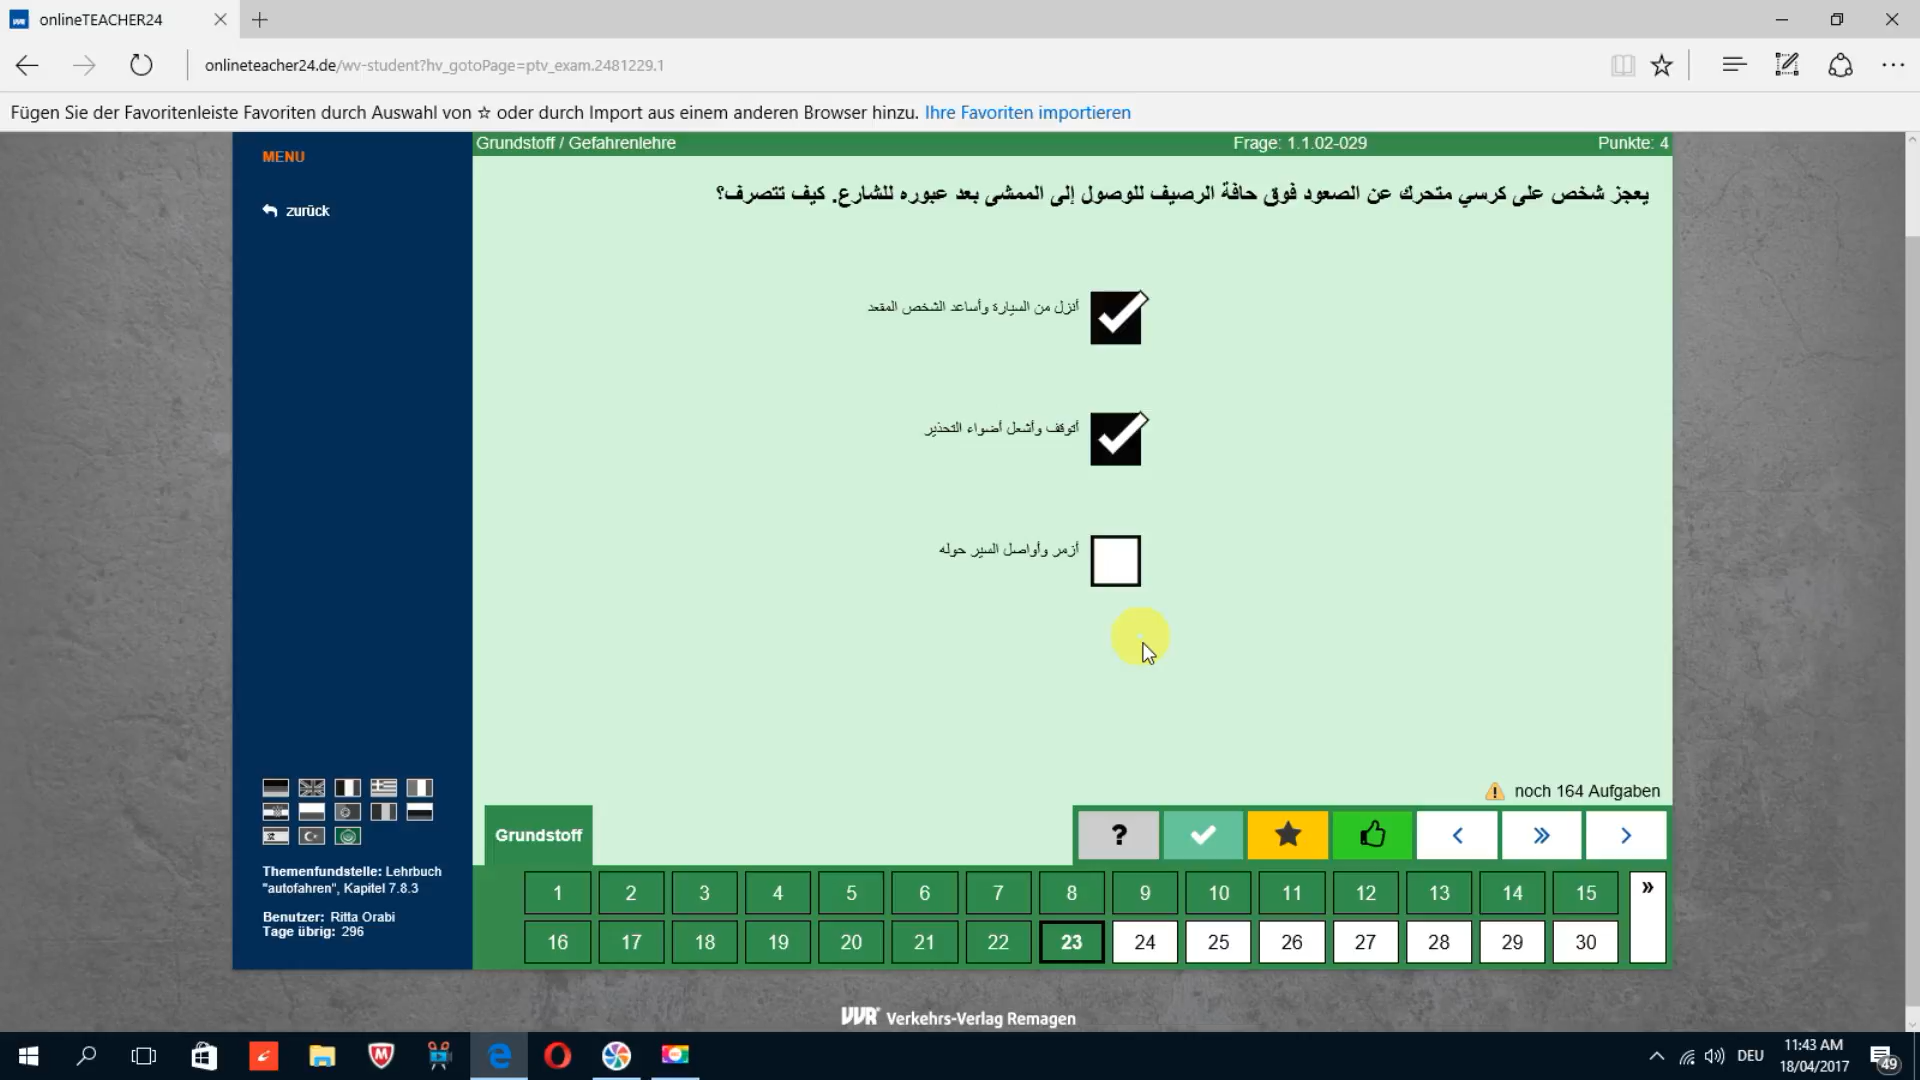 onlineTEACHER24
onlineteacher24.de/wv-student?hv_gotoPage=ptv_exam.2481229.1
Fügen Sie der Favoritenleiste Favoriten durch Auswahl von ☆ oder durch Import aus einem anderen Browser hinzu. Ihre Favoriten importieren
MENU
zurück
Grundstoff / Gefahrenlehre Frage: 1.1.02-029 Punkte: 4
يعجز شخص على كرسي متحرك عن الصعود فوق حافة الرصيف للوصول إلى الممشى بعد عبوره للشارع. كيف تتصرف؟
أنزل من السيارة وأساعد الشخص المقعد
أتوقف وأشعل أضواء التحذير
أزمر وأواصل السير حوله
noch 164 Aufgaben
Grundstoff
?
1 2 3 4 5 6 7 8 9 10 11 12 13 14 15 »
16 17 18 19 20 21 22 23 24 25 26 27 28 29 30
Themenfundstelle: Lehrbuch
"autofahren", Kapitel 7.8.3
Benutzer: Ritta Orabi
Tage übrig: 296
VVR Verkehrs-Verlag Remagen
DEU
11:43 AM
18/04/2017
49